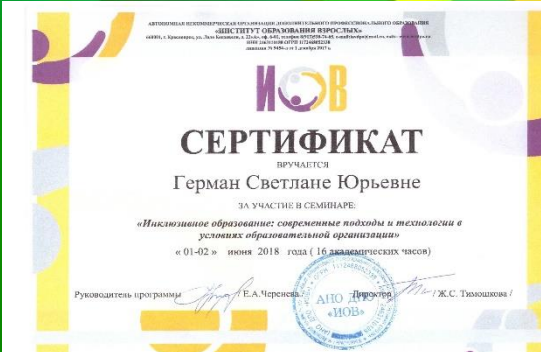 АВТОНОМНАЯ НЕКОММЕРЧЕСКАЯ ОРГАНИЗАЦИЯ ДОПОЛНИТЕЛЬНОГО ПРОФЕССИОНАЛЬНОГО ОБРАЗОВАНИЯ
«ИНСТИТУТ ОБРАЗОВАНИЯ ВЗРОСЛЫХ»
ИОВ
СЕРТИФИКАТ
ВРУЧАЕТСЯ
Герман Светлане Юрьевне
ЗА УЧАСТИЕ В СЕМИНАРЕ:
«Инклюзивное образование: современные подходы и технологии в
условиях образовательной организации»
« 01-02 » июня 2018 года ( 16 академических часов)
Руководитель программы / Е.А.Черенева / Директор / Ж.С. Тимошкова /
АНО ДПО
«ИОВ»